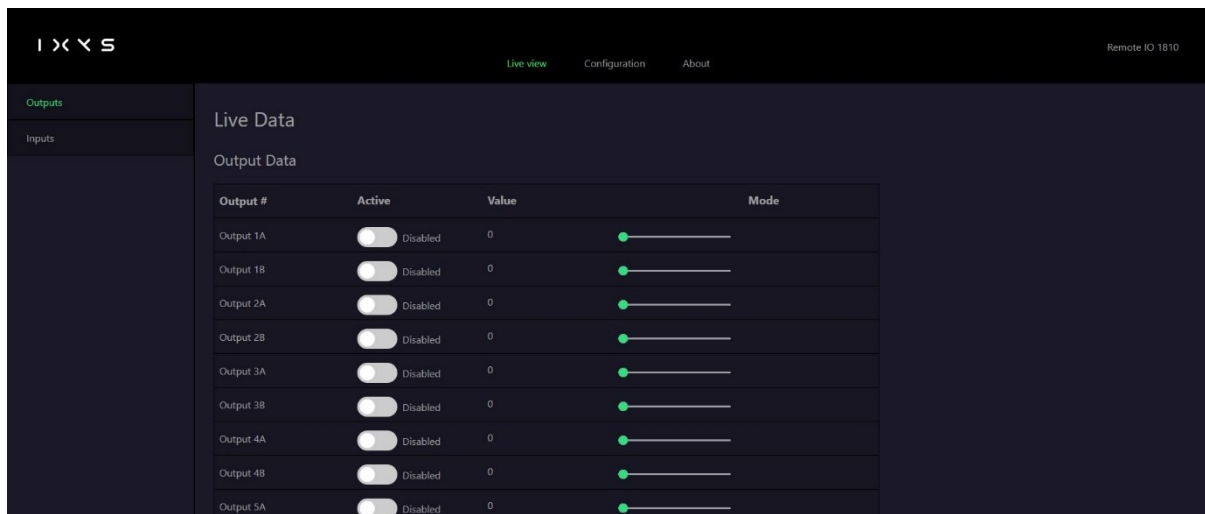 IXYS
Remote IO 1810
Live view Configuration About
Outputs
Inputs
Live Data
Output Data
Output # Active Value Mode
Output 1A Disabled 0
Output 1B Disabled 0
Output 2A Disabled 0
Output 2B Disabled 0
Output 3A Disabled 0
Output 3B Disabled 0
Output 4A Disabled 0
Output 4B Disabled 0
Output 5A Disabled 0